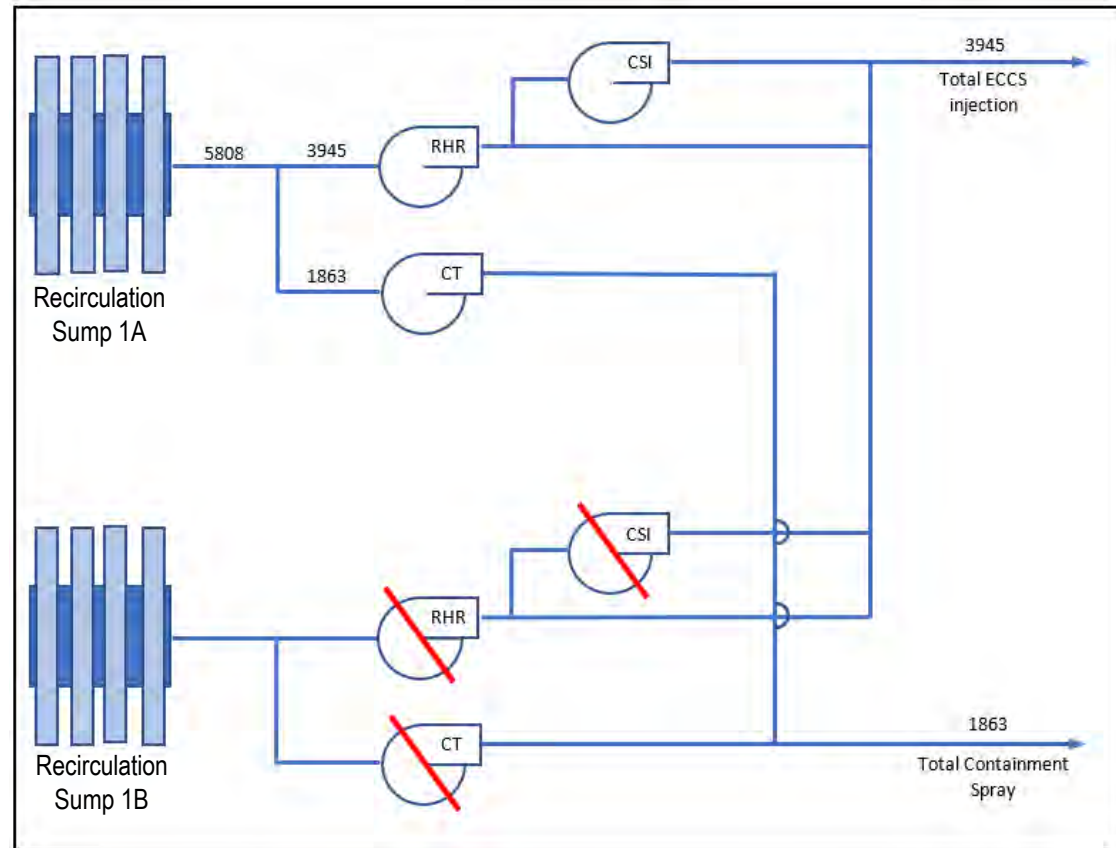 3945
Total ECCS
injection
CSI
5808
3945
RHR
1863
CT
Recirculation
Sump 1A
CSI
RHR
CT
Recirculation
Sump 1B
1863
Total Containment
Spray